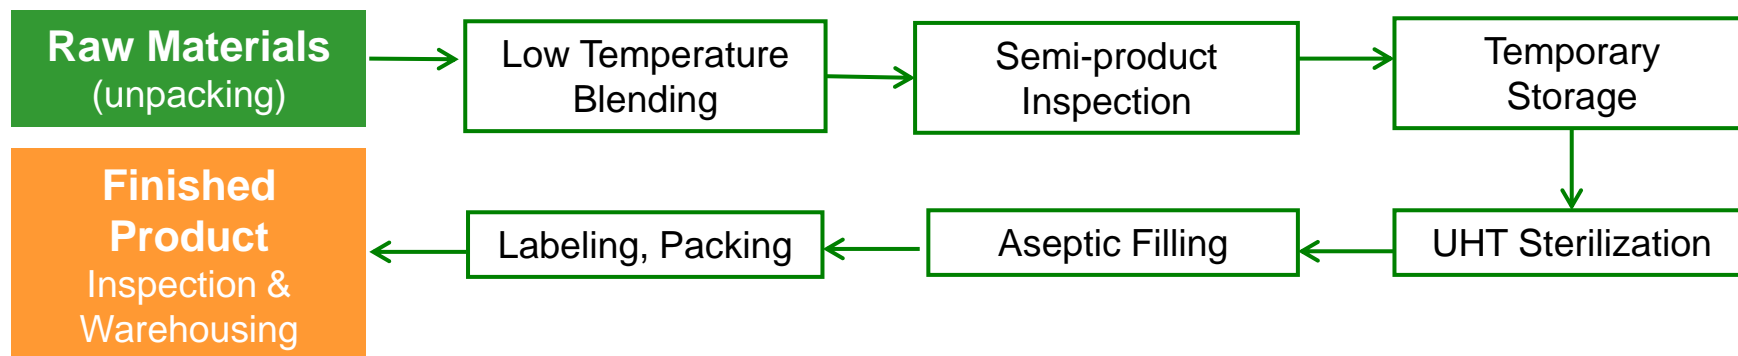 Raw Materials
(unpacking)
Low Temperature
Blending
Semi-product
Inspection
Temporary
Storage
UHT Sterilization
Aseptic Filling
Labeling, Packing
Finished
Product
Inspection &
Warehousing